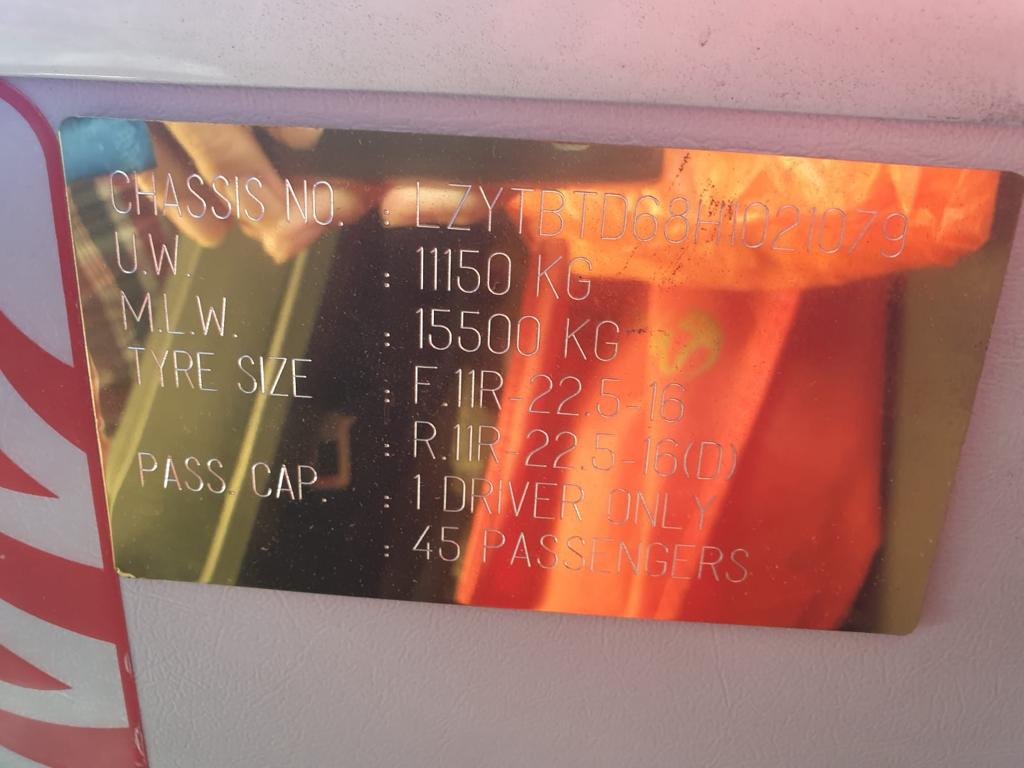 CHASSIS NO. : LZYTBTD68H1021079
U.W. : 11150 KG
M.L.W. : 15500 KG
TYRE SIZE : F.11R-22.5-16
: R.11R-22.5-16(D)
PASS. CAP. : 1 DRIVER ONLY
: 45 PASSENGERS